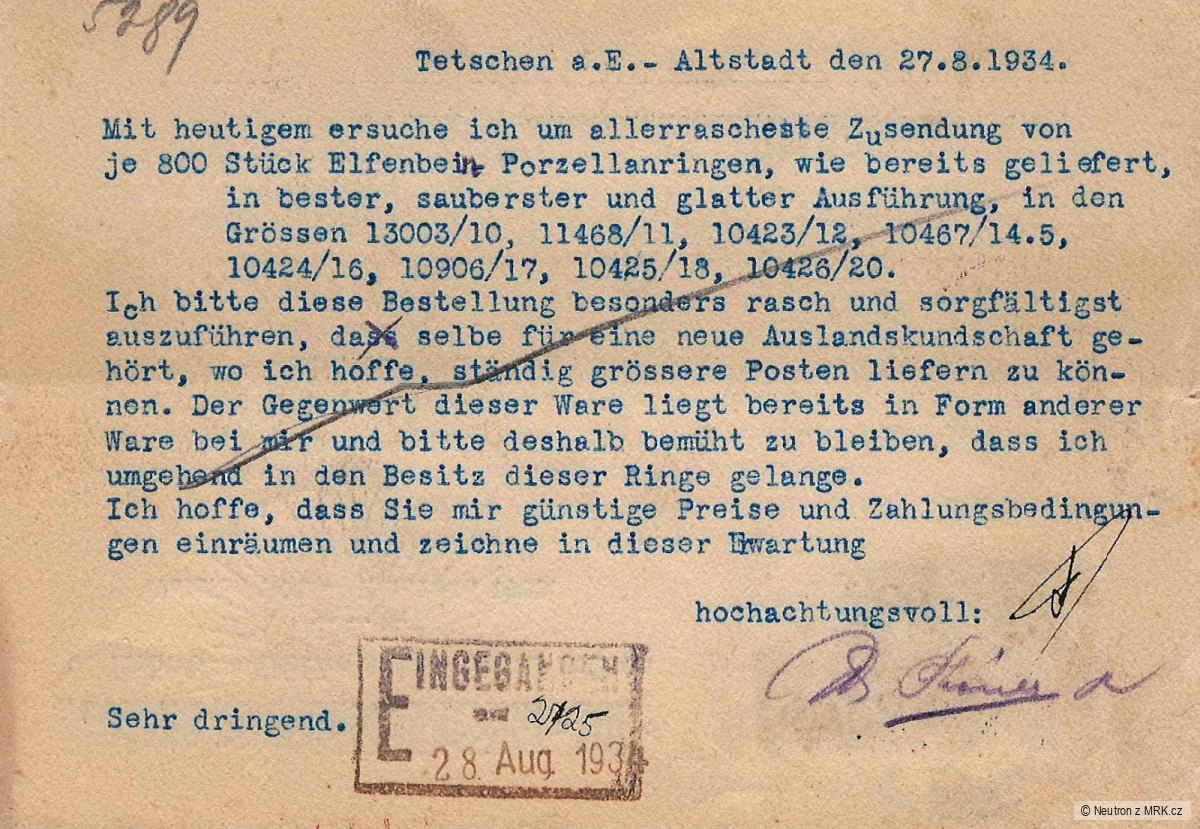 5289
Tetschen a.E.- Altstadt den 27.8.1934.
Mit heutigem ersuche ich um allerrascheste Zusendung von
je 800 Stück Elfenbein Porzellanringen, wie bereits geliefert,
in bester, sauberster und glatter Ausführung, in den
Grössen 13003/10, 11468/11, 10423/12, 10467/14.5,
10424/16, 10906/17, 10425/18, 10426/20.
Ich bitte diese Bestellung besonders rasch und sorgfältigst
auszuführen, da selbe für eine neue Auslandskundschaft ge-
hört, wo ich hoffe, ständig grössere Posten liefern zu kön-
nen. Der Gegenwert dieser Ware liegt bereits in Form anderer
Ware bei mir und bitte deshalb bemüht zu bleiben, dass ich
umgehend in den Besitz dieser Ringe gelange.
Ich hoffe, dass Sie mir günstige Preise und Zahlungsbedingun-
gen einräumen und zeichne in dieser Erwartung
hochachtungsvoll:
Sehr dringend.
EINGEGANGEN
2125
28. Aug. 1934
© Neutron z MRK.cz